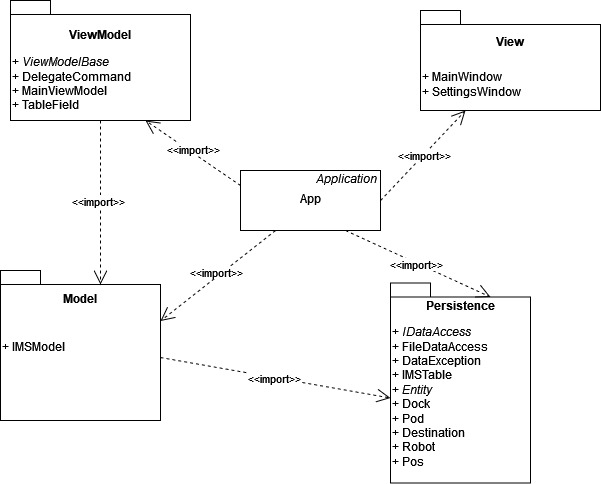 ViewModel
+ ViewModelBase
+ DelegateCommand
+ MainViewModel
+ TableField
View
+ MainWindow
+ SettingsWindow
<<import>>
<<import>>
Application
App
<<import>>
<<import>>
<<import>>
Model
+ IMSModel
Persistence
+ IDataAccess
+ FileDataAccess
+ DataException
+ IMSTable
+ Entity
+ Dock
+ Pod
+ Destination
+ Robot
+ Pos
<<import>>